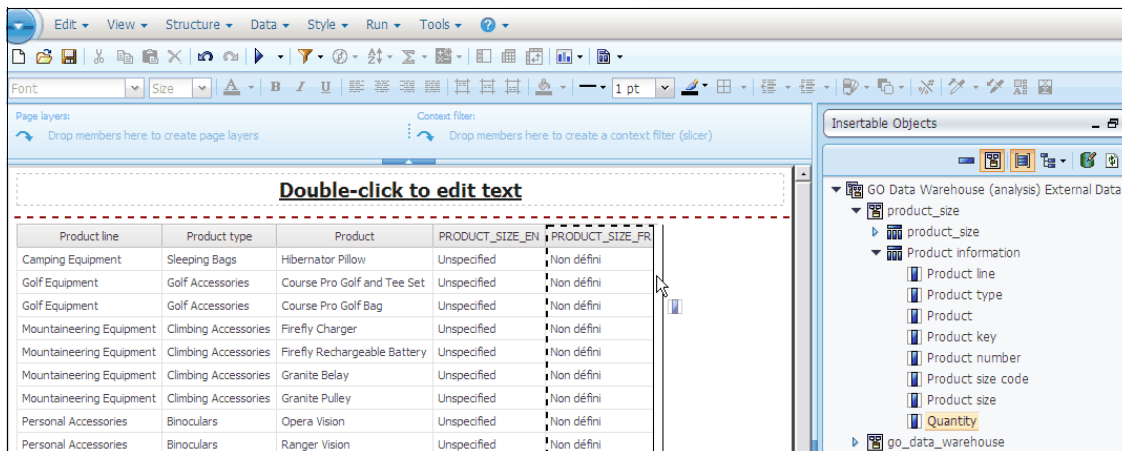 Edit View Structure Data Style Run Tools ?
Font Size A B I U 1 pt
Page layers:
Drop members here to create page layers
Context filter:
Drop members here to create a context filter (slicer)
Double-click to edit text
Product line Product type Product PRODUCT_SIZE_EN PRODUCT_SIZE_FR
Camping Equipment Sleeping Bags Hibernator Pillow Unspecified Non défini
Golf Equipment Golf Accessories Course Pro Golf and Tee Set Unspecified Non défini
Golf Equipment Golf Accessories Course Pro Golf Bag Unspecified Non défini
Mountaineering Equipment Climbing Accessories Firefly Charger Unspecified Non défini
Mountaineering Equipment Climbing Accessories Firefly Rechargeable Battery Unspecified Non défini
Mountaineering Equipment Climbing Accessories Granite Belay Unspecified Non défini
Mountaineering Equipment Climbing Accessories Granite Pulley Unspecified Non défini
Personal Accessories Binoculars Opera Vision Unspecified Non défini
Personal Accessories Binoculars Ranger Vision Unspecified Non défini
Insertable Objects
GO Data Warehouse (analysis) External Data
product_size
product_size
Product information
Product line
Product type
Product
Product key
Product number
Product size code
Product size
Quantity
go_data_warehouse